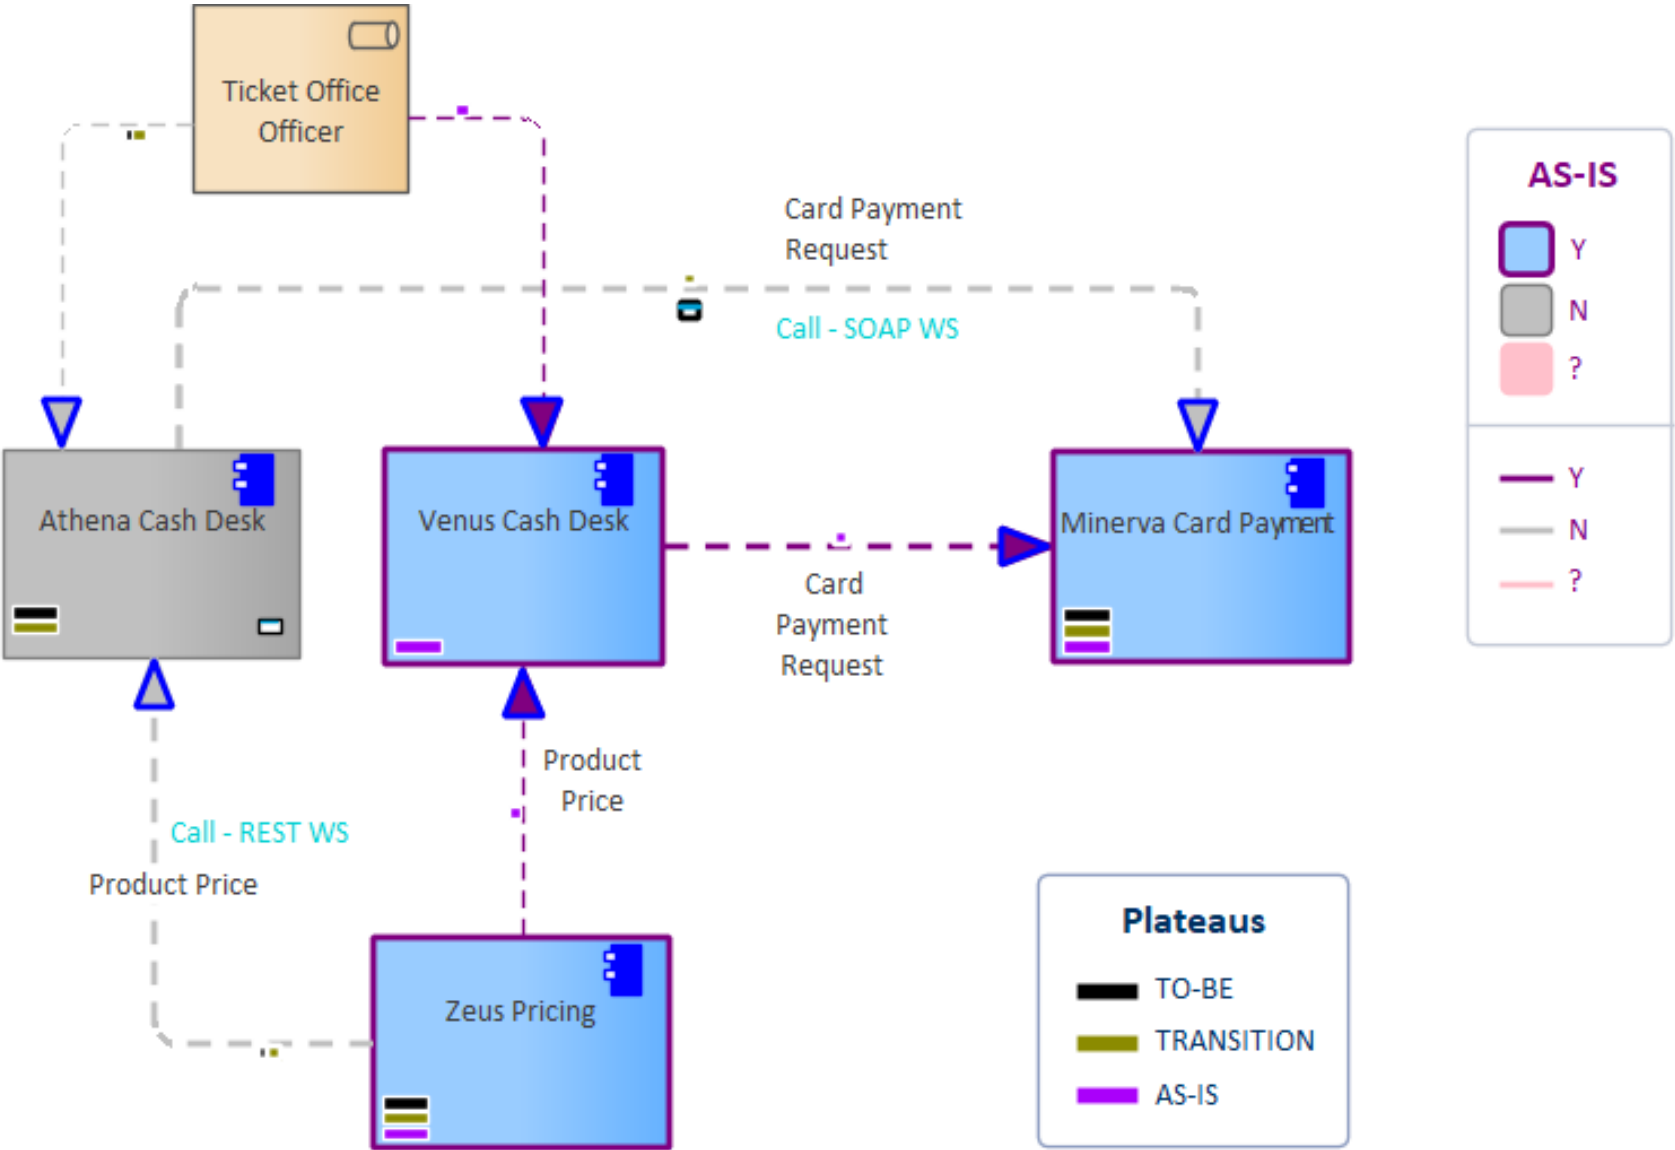 Ticket Office
Officer
Card Payment
Request
Call - SOAP WS
Athena Cash Desk
Venus Cash Desk
Minerva Card Payment
Card
Payment
Request
Product
Price
Call - REST WS
Product Price
Zeus Pricing
AS-IS
Y
N
?
Y
N
?
Plateaus
TO-BE
TRANSITION
AS-IS